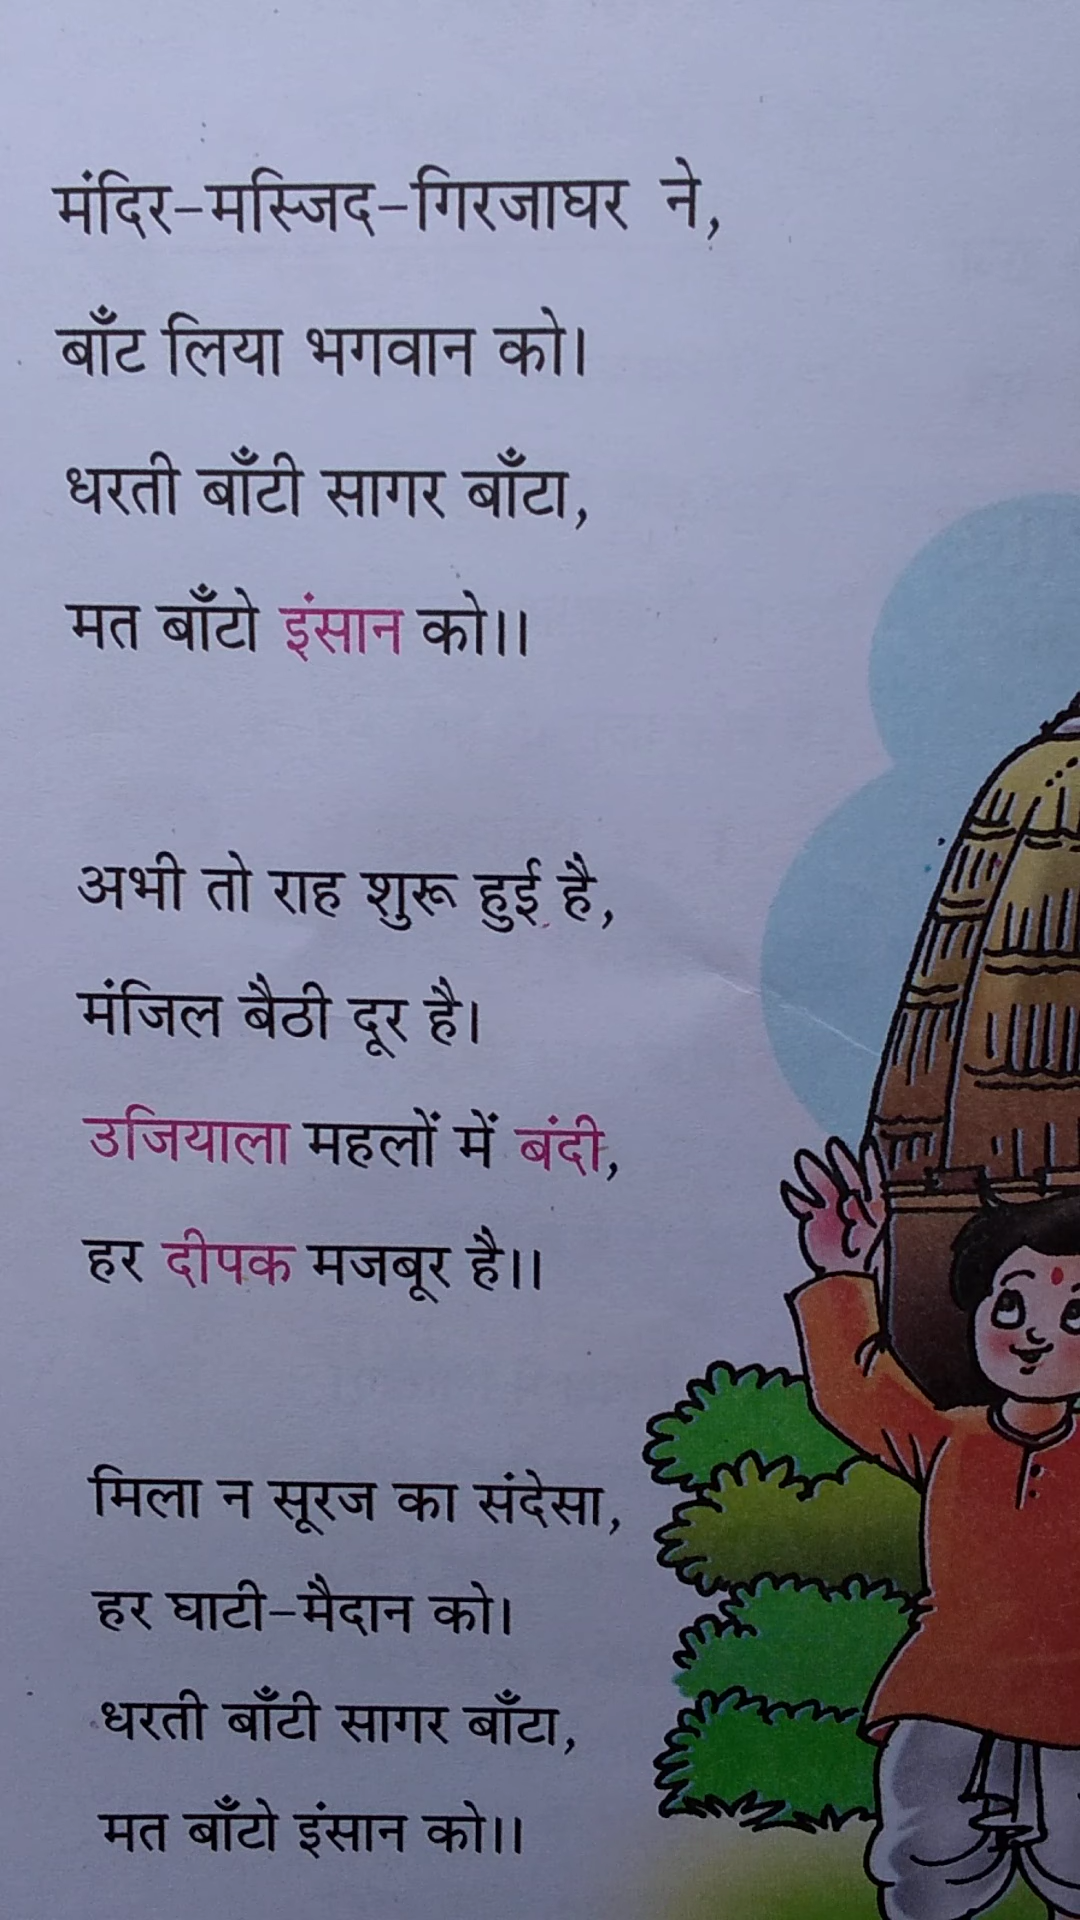 मंदिर-मस्जिद-गिरजाघर ने,
बाँट लिया भगवान को।
धरती बाँटी सागर बाँटा,
मत बाँटो इंसान को।।
अभी तो राह शुरू हुई है,
मंजिल बैठी दूर है।
उजियाला महलों में बंदी,
हर दीपक मजबूर है।।
मिला न सूरज का संदेसा,
हर घाटी-मैदान को।
धरती बाँटी सागर बाँटा,
मत बाँटो इंसान को।।